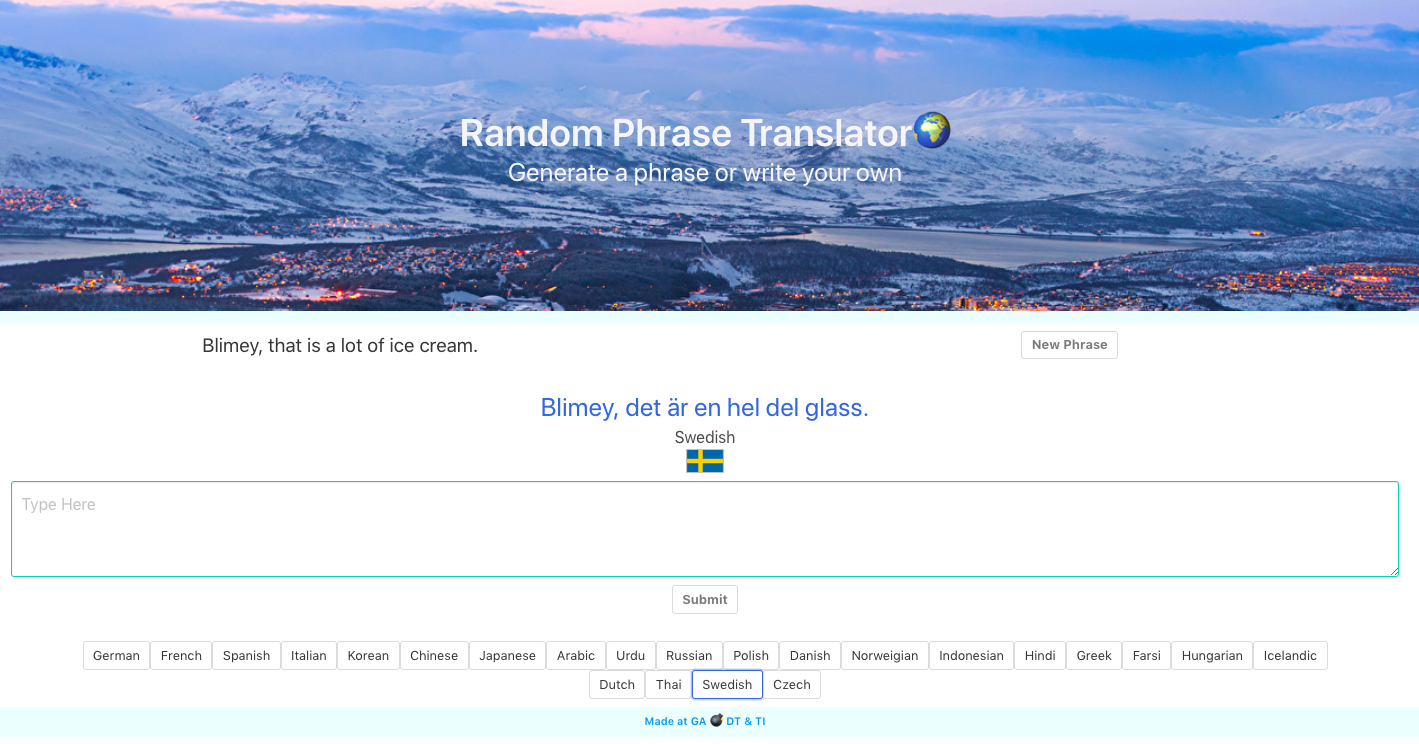 Random Phrase Translator🌍
Generate a phrase or write your own
Blimey, that is a lot of ice cream.
New Phrase
Blimey, det är en hel del glass.
Swedish
Type Here
Submit
German French Spanish Italian Korean Chinese Japanese Arabic Urdu Russian Polish Danish Norweigian Indonesian Hindi Greek Farsi Hungarian Icelandic
Dutch Thai Swedish Czech
Made at GA 💣 DT & TI